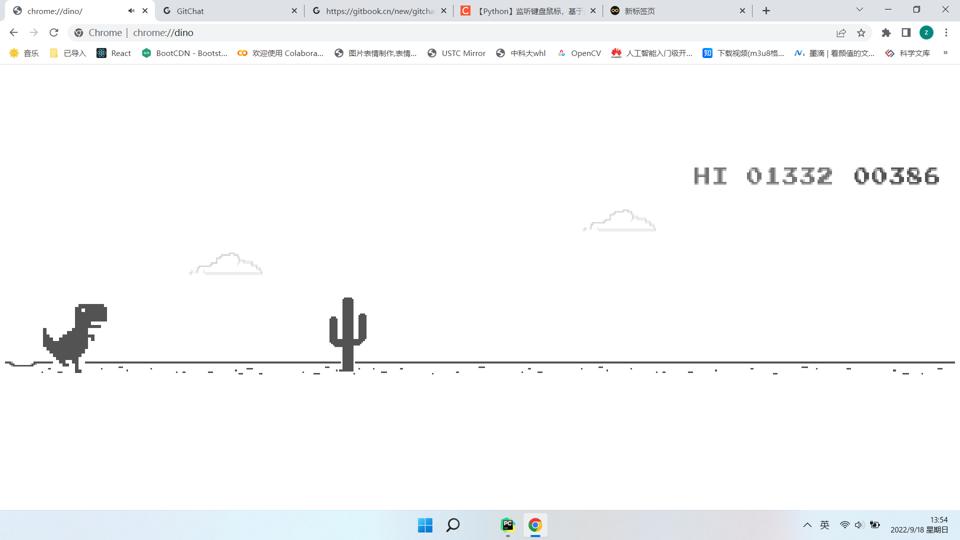 chrome://dino/
GitChat
https://gitbook.cn/new/gitcha
【Python】监听键盘鼠标，基于
新标签页
Chrome | chrome://dino
音乐
已导入
React
BootCDN - Bootst...
欢迎使用 Colabora...
图片表情制作,表情...
USTC Mirror
中科大whl
OpenCV
人工智能入门极开...
下载视频(m3u8格...
墨滴 | 看颜值的文...
科学文库
HI 01332 00386
英
13:54
2022/9/18 星期日